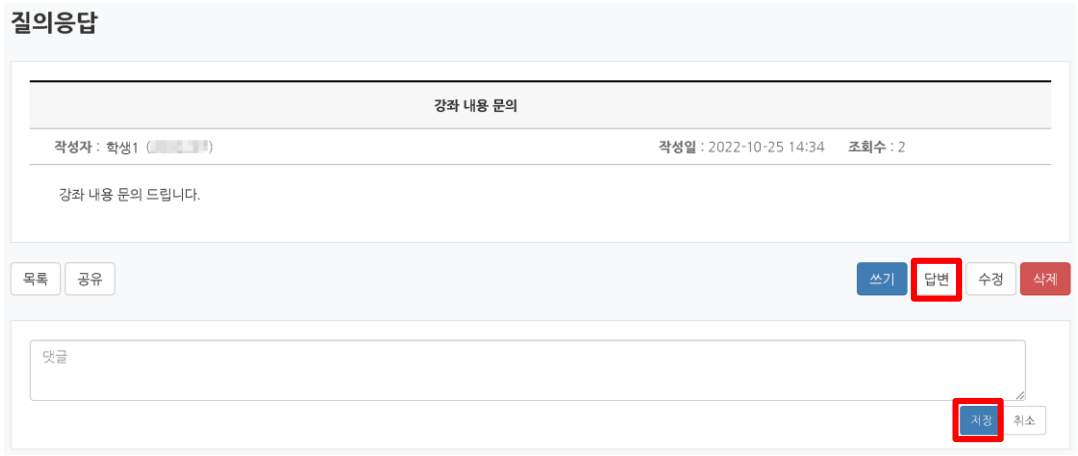 질의응답
강좌 내용 문의
작성자 : 학생1 ( ) 작성일 : 2022-10-25 14:34 조회수 : 2
강좌 내용 문의 드립니다.
목록 공유 쓰기 답변 수정 삭제
댓글
저장 취소